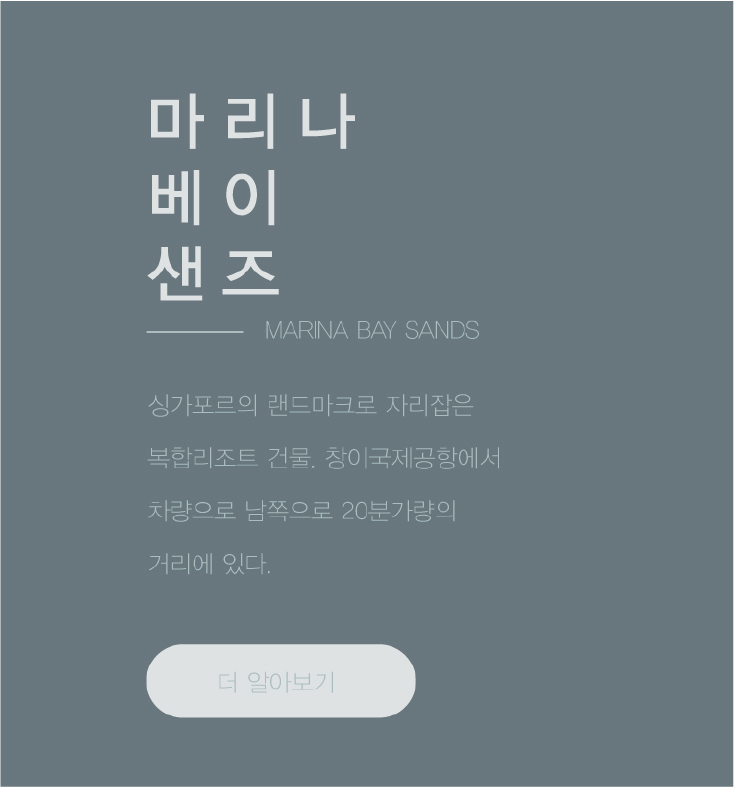 마리나
베이
샌즈
MARINA BAY SANDS
싱가포르의 랜드마크로 자리잡은
복합리조트 건물. 창이국제공항에서
차량으로 남쪽으로 20분가량의
거리에 있다.
더 알아보기